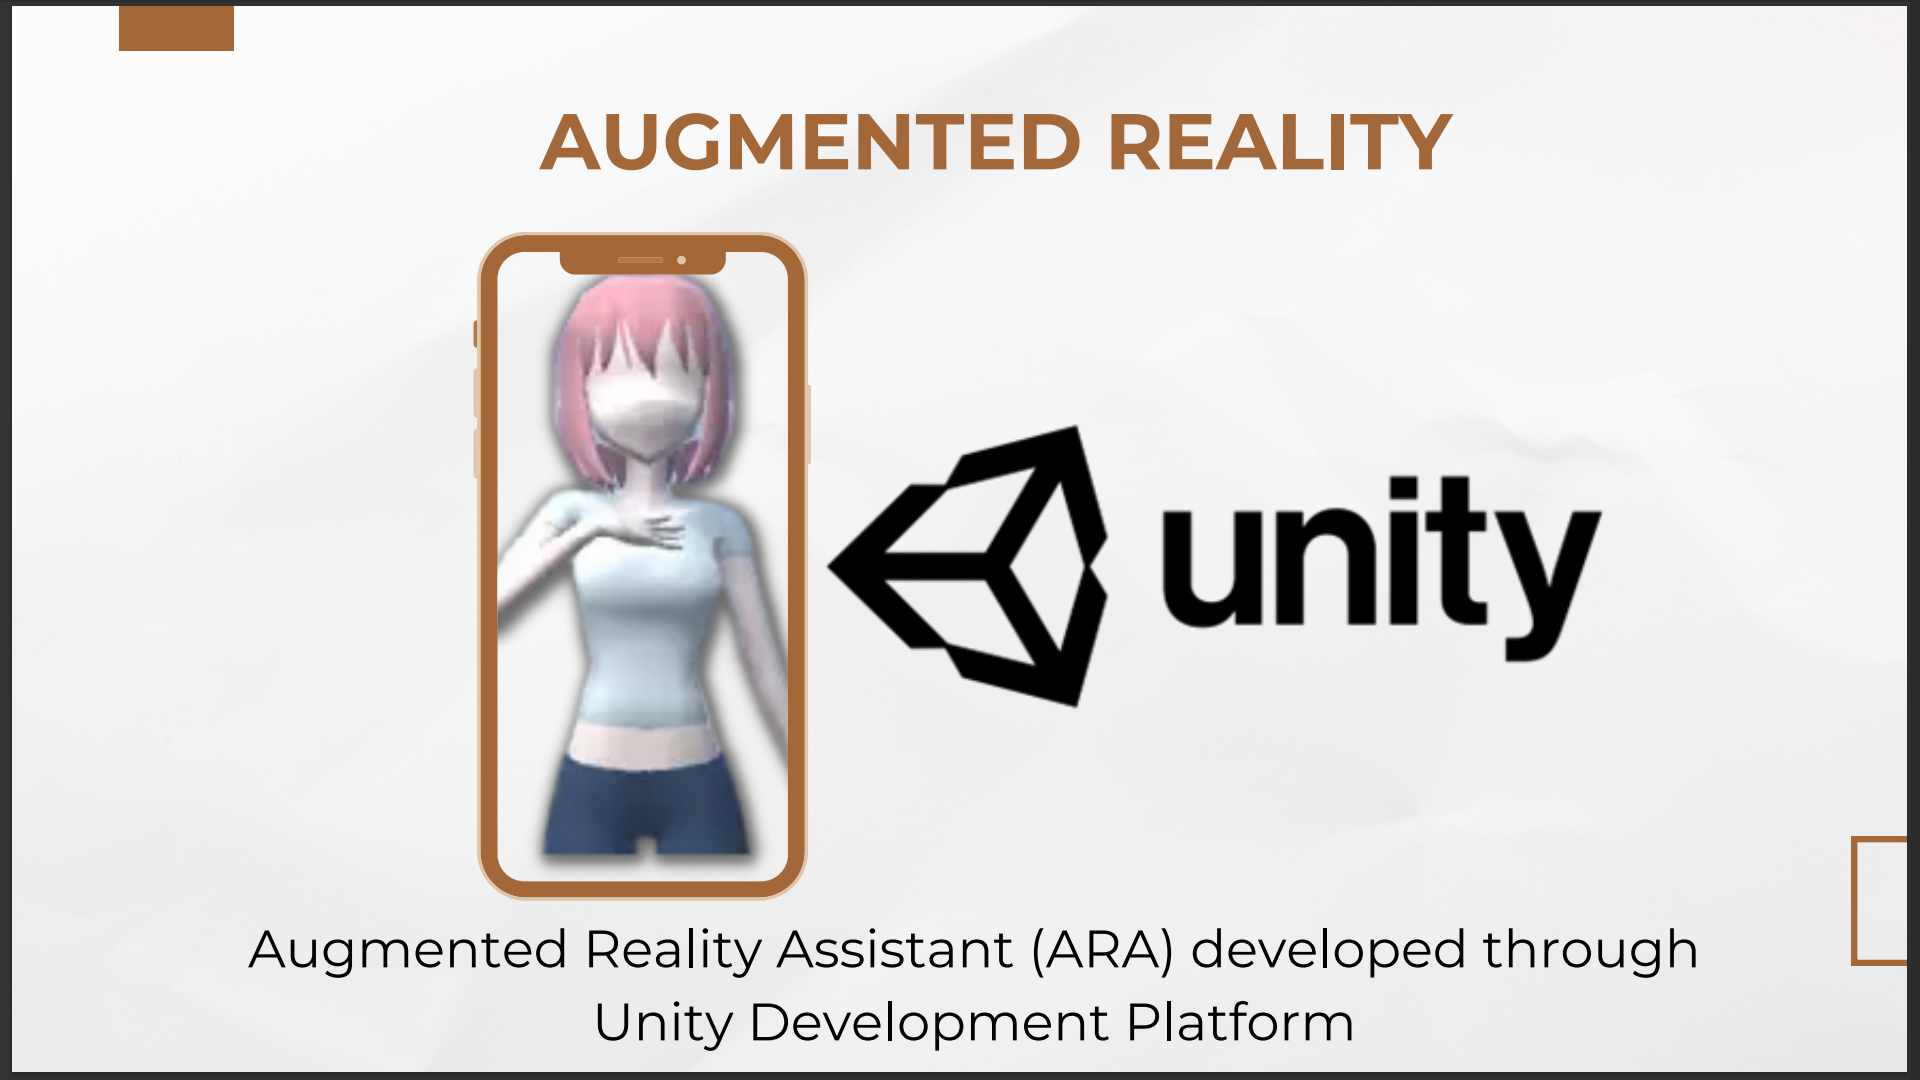 AUGMENTED REALITY
unity
Augmented Reality Assistant (ARA) developed through
Unity Development Platform